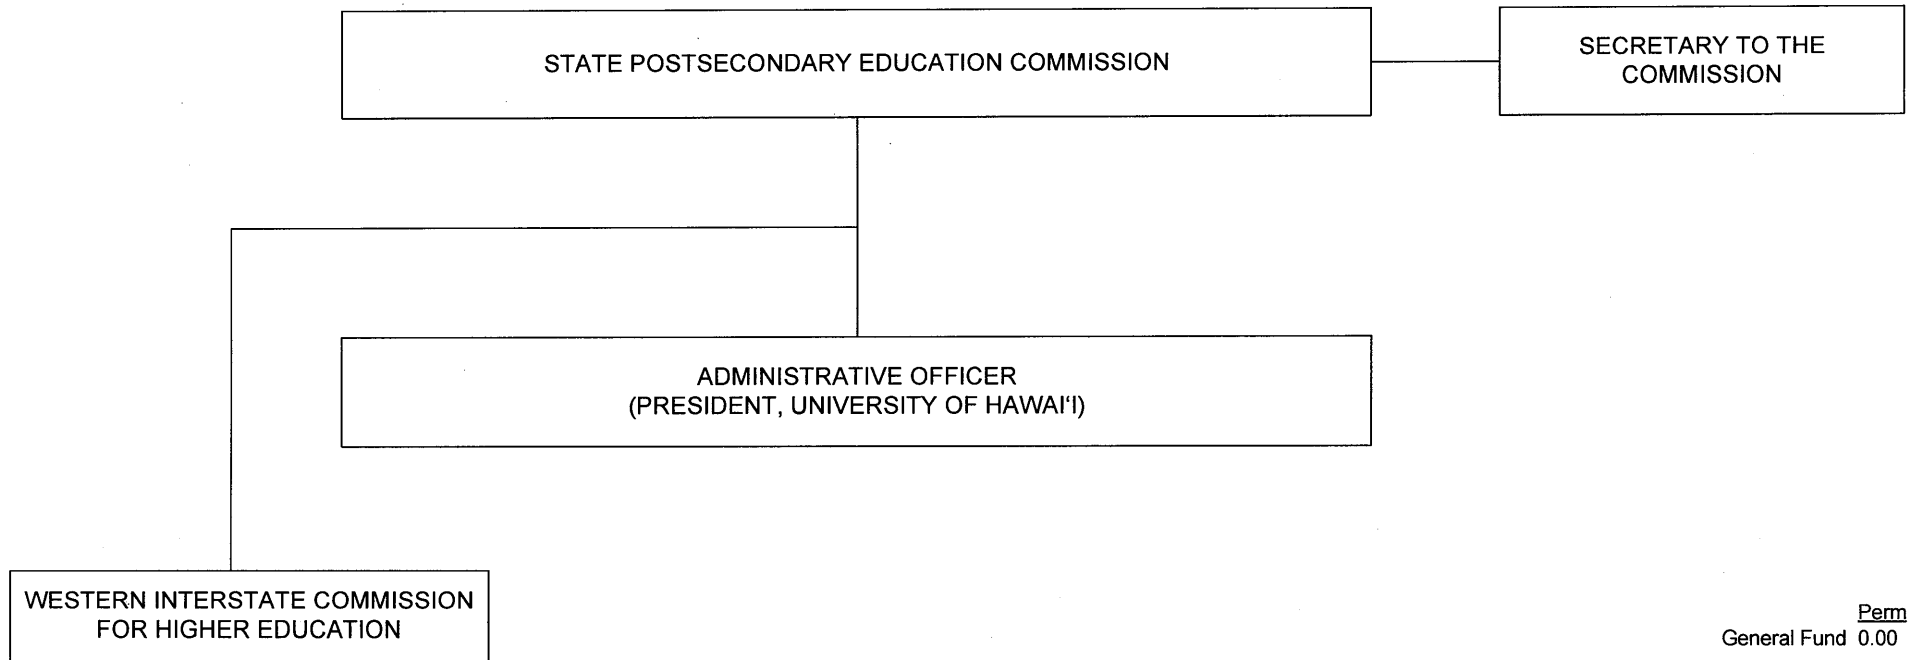 STATE POSTSECONDARY EDUCATION COMMISSION
SECRETARY TO THE
COMMISSION
ADMINISTRATIVE OFFICER
(PRESIDENT, UNIVERSITY OF HAWAI‘I)
WESTERN INTERSTATE COMMISSION
FOR HIGHER EDUCATION
Perm
General Fund 0.00